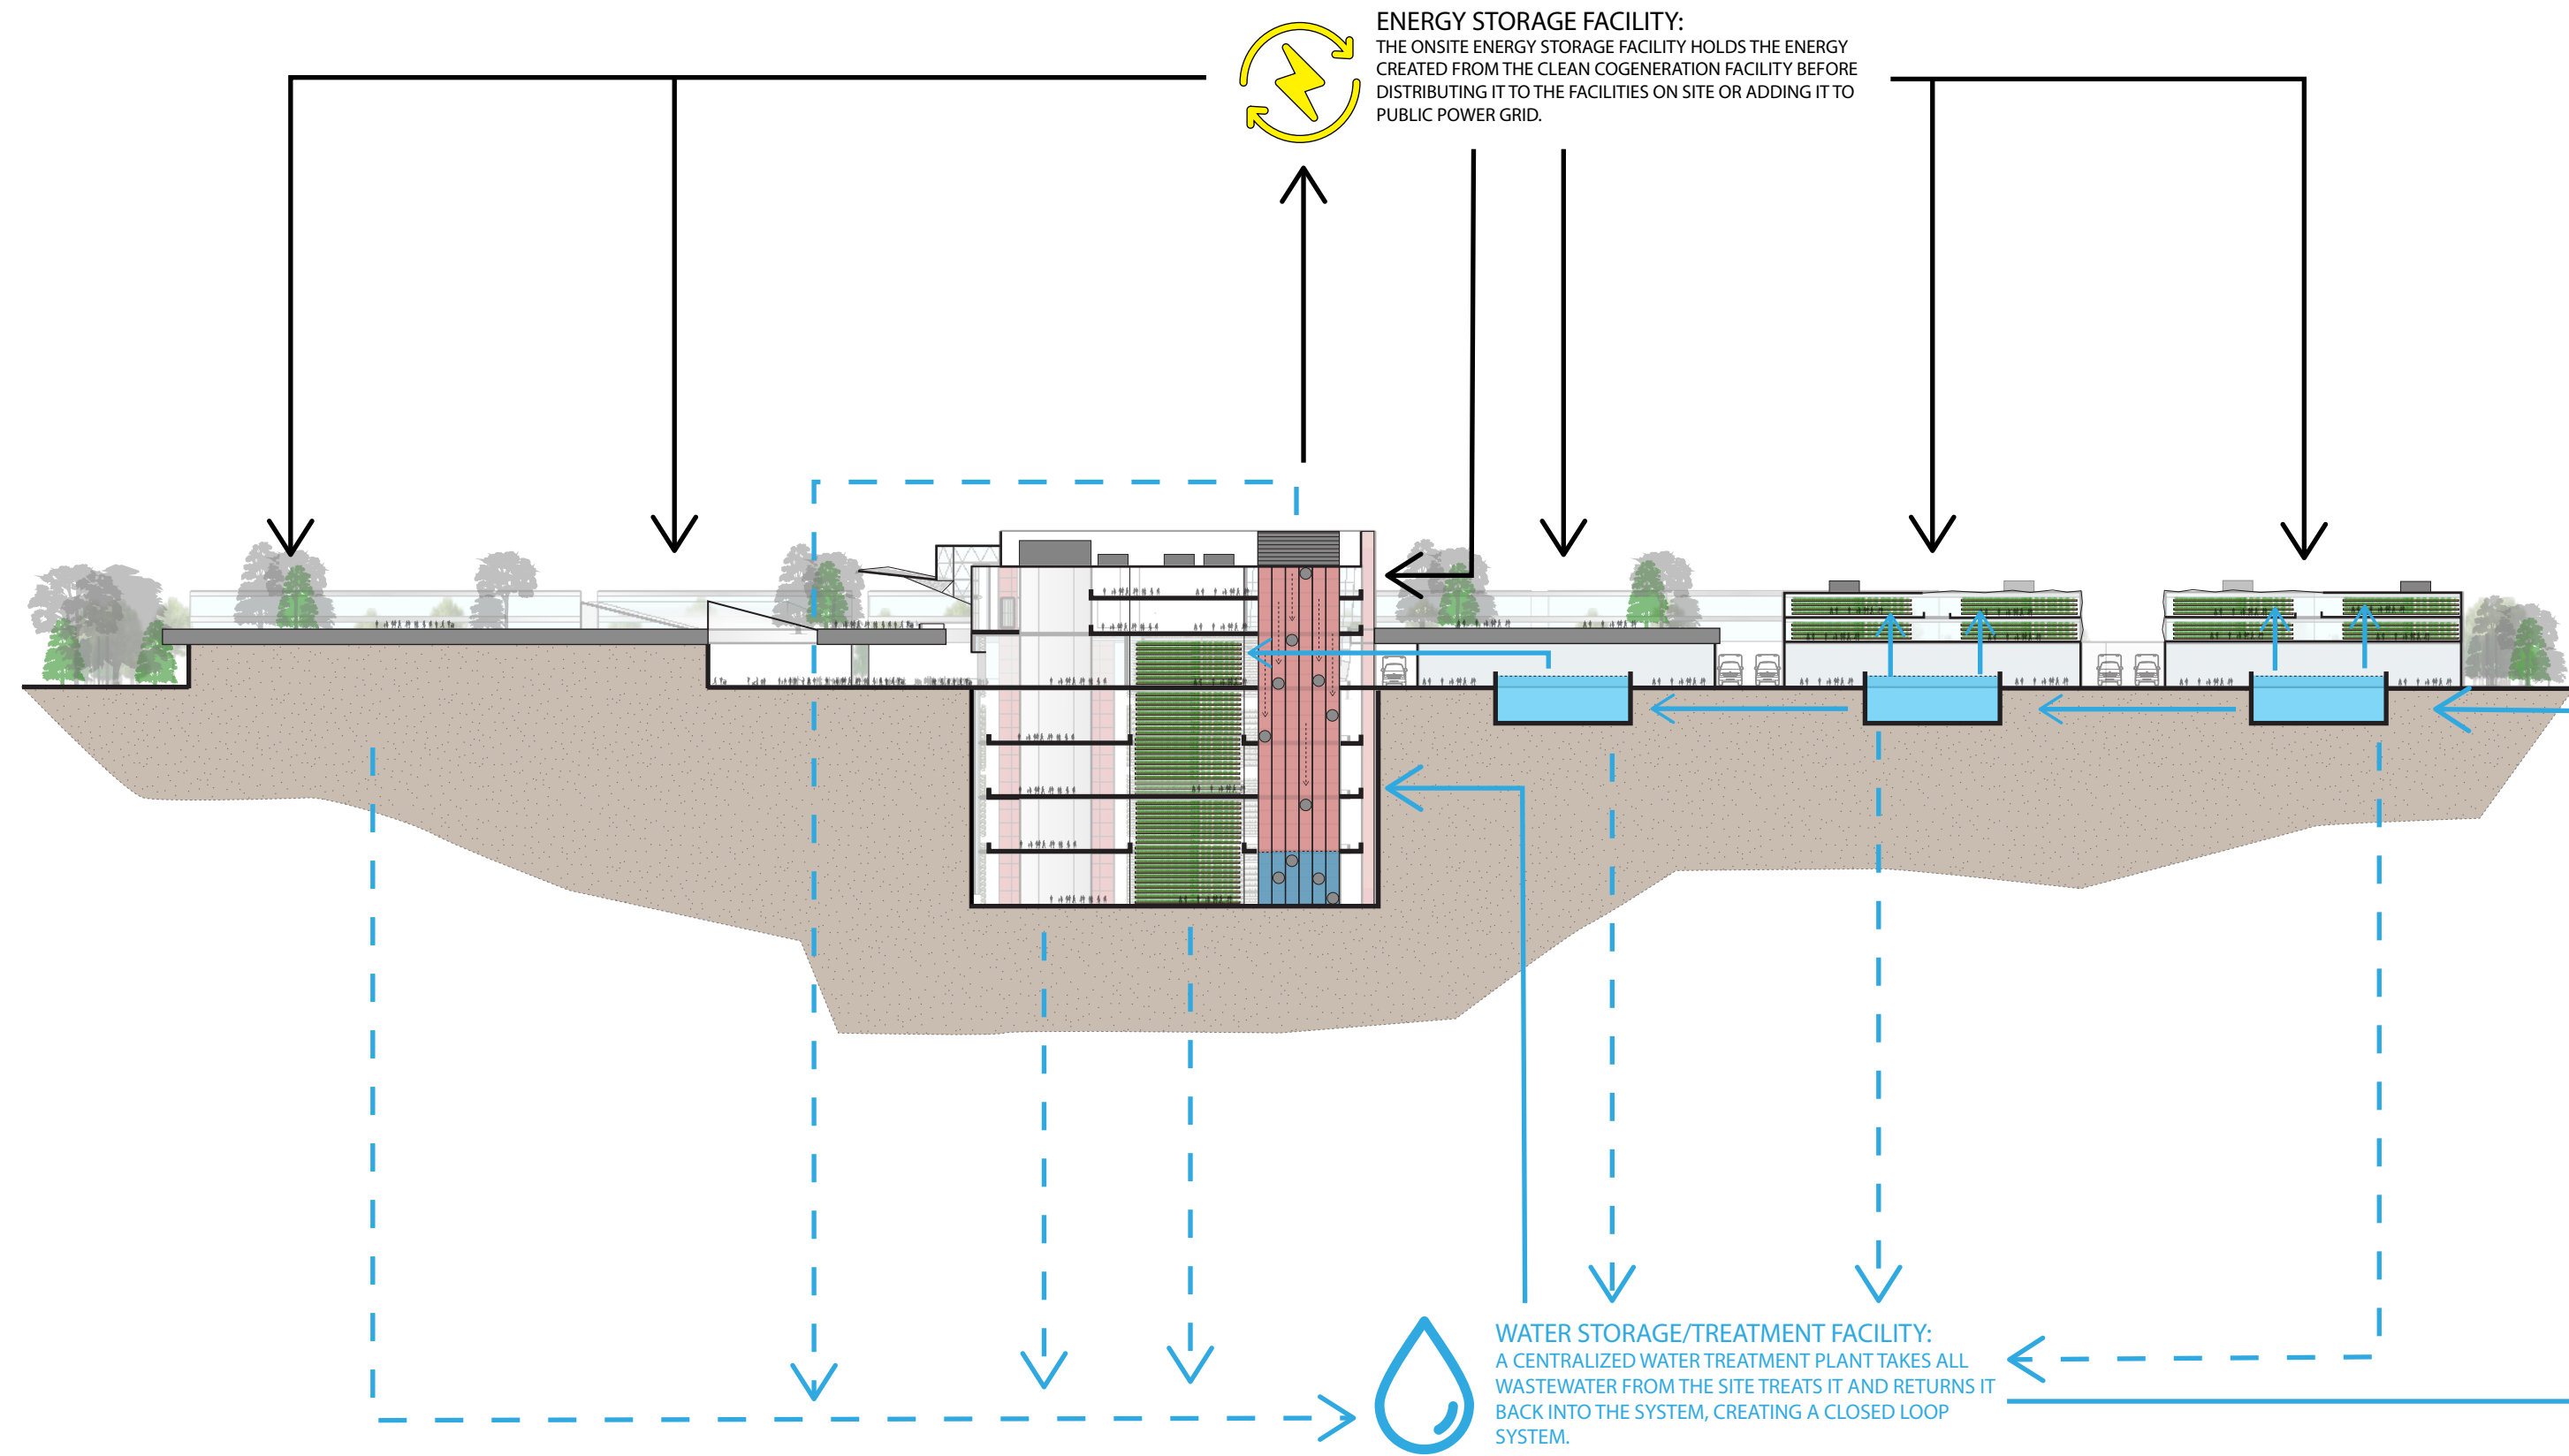 ENERGY STORAGE FACILITY:
THE ONSITE ENERGY STORAGE FACILITY HOLDS THE ENERGY
CREATED FROM THE CLEAN COGENERATION FACILITY BEFORE
DISTRIBUTING IT TO THE FACILITIES ON SITE OR ADDING IT TO
PUBLIC POWER GRID.
WATER STORAGE/TREATMENT FACILITY:
A CENTRALIZED WATER TREATMENT PLANT TAKES ALL
WASTEWATER FROM THE SITE TREATS IT AND RETURNS IT
BACK INTO THE SYSTEM, CREATING A CLOSED LOOP
SYSTEM.